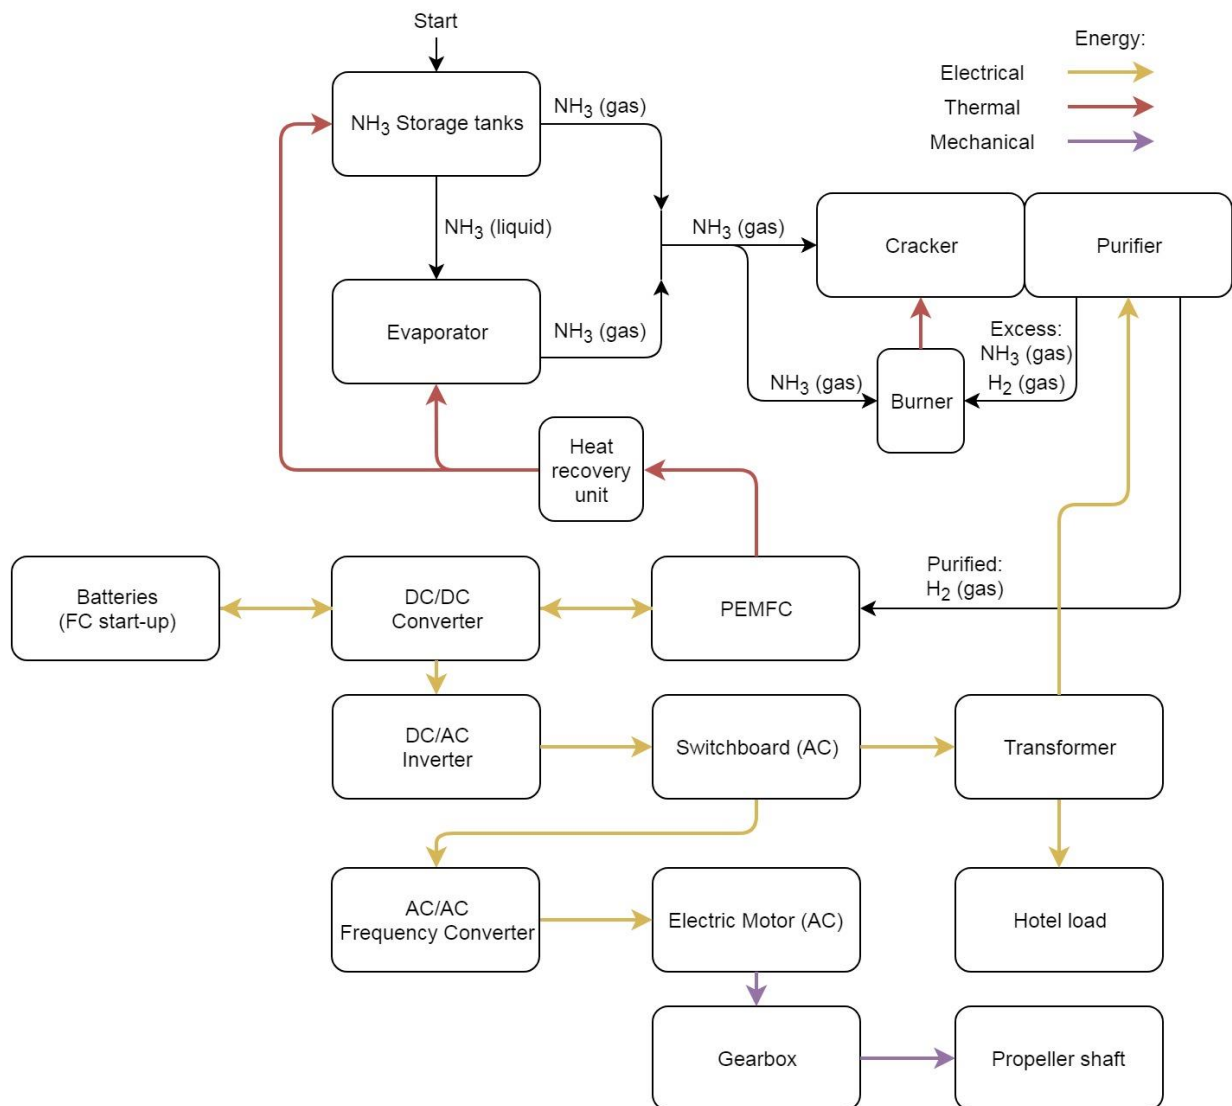 Start
Energy:
Electrical
Thermal
Mechanical
NH₃ Storage tanks
NH₃ (gas)
NH₃ (liquid)
NH₃ (gas)
Cracker
Purifier
Evaporator
NH₃ (gas)
Excess:
NH₃ (gas)
H₂ (gas)
NH₃ (gas)
Burner
Heat
recovery
unit
Batteries
(FC start-up)
DC/DC
Converter
PEMFC
Purified:
H₂ (gas)
DC/AC
Inverter
Switchboard (AC)
Transformer
AC/AC
Frequency Converter
Electric Motor (AC)
Hotel load
Gearbox
Propeller shaft